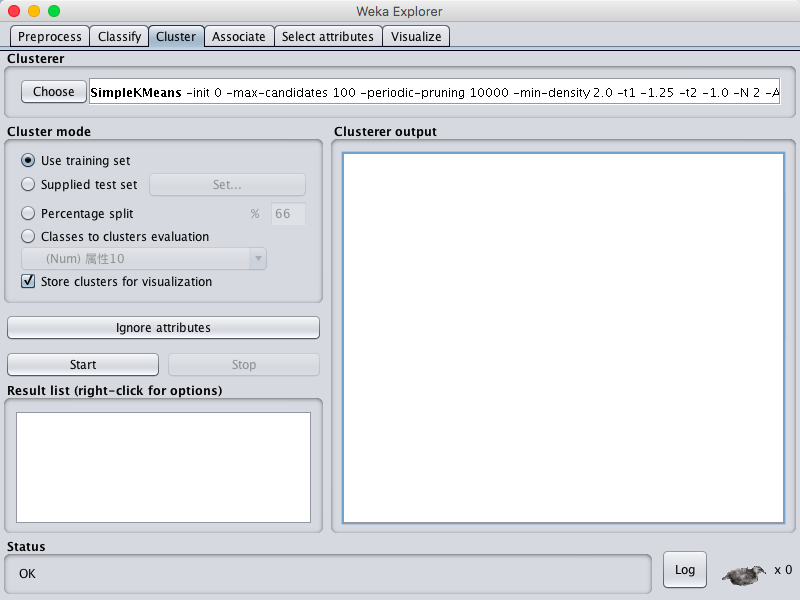 Weka Explorer
Preprocess Classify Cluster Associate Select attributes Visualize
Clusterer
Choose SimpleKMeans -init 0 -max-candidates 100 -periodic-pruning 10000 -min-density 2.0 -t1 -1.25 -t2 -1.0 -N 2 -A
Cluster mode
Use training set
Supplied test set Set...
Percentage split % 66
Classes to clusters evaluation
(Num) 属性10
Store clusters for visualization
Ignore attributes
Start Stop
Result list (right-click for options)
Clusterer output
Status
OK
Log x 0